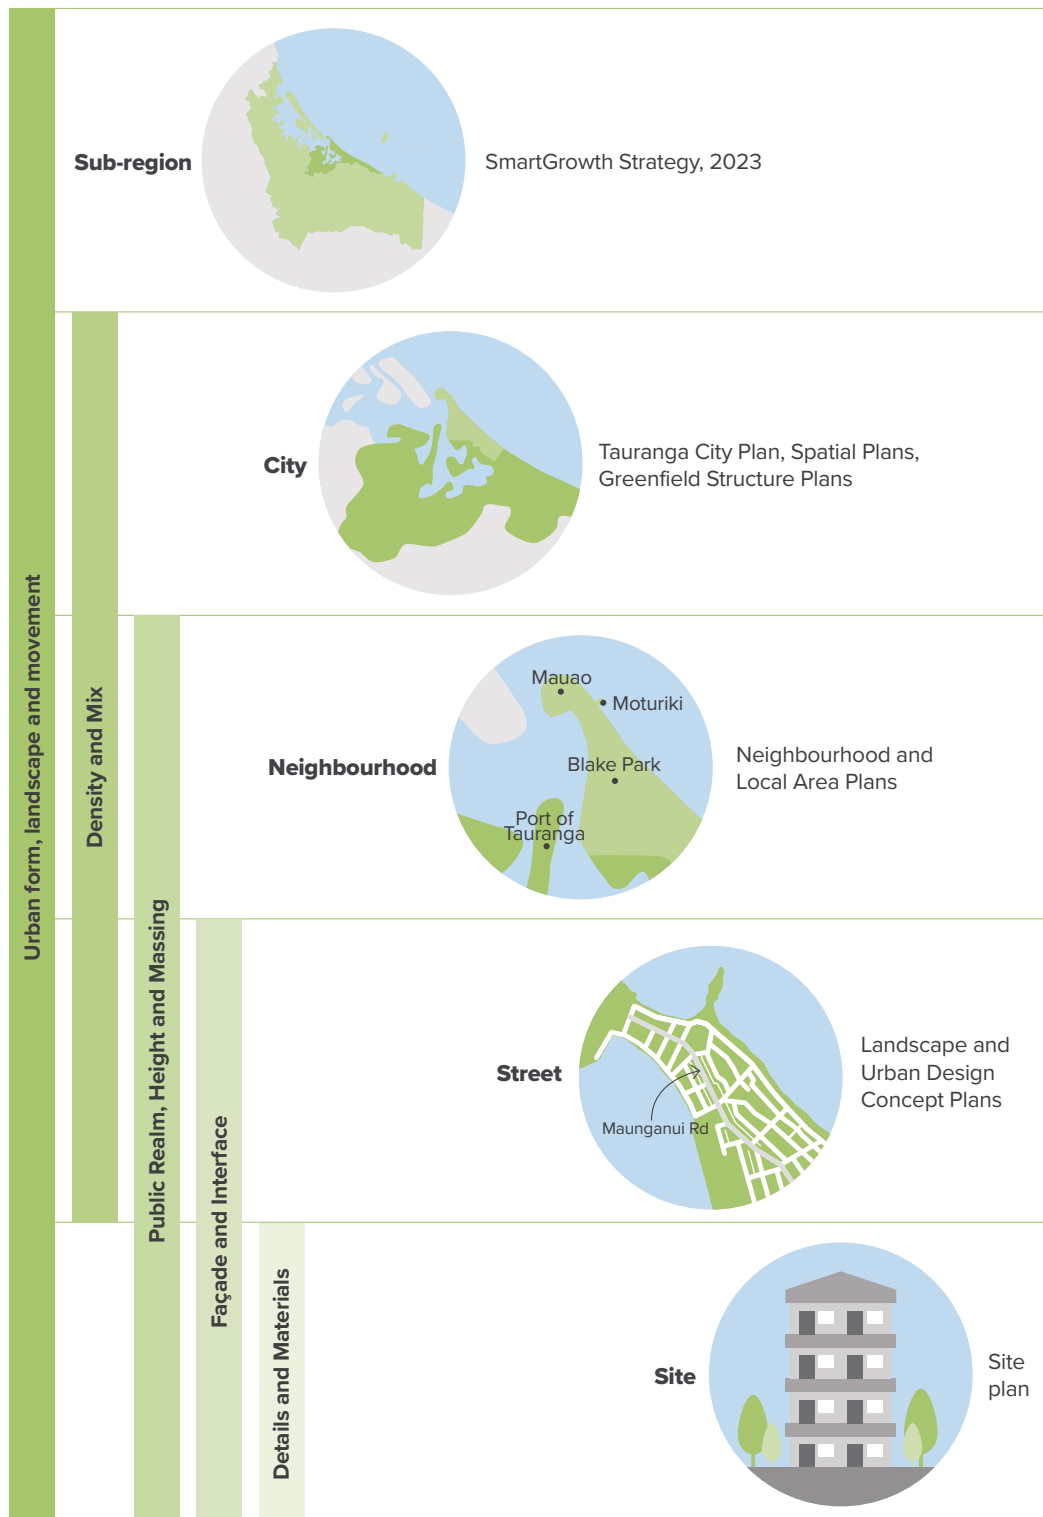 Sub-region
SmartGrowth Strategy, 2023
City
Tauranga City Plan, Spatial Plans,
Greenfield Structure Plans
Neighbourhood
Mauao
Moturiki
Blake Park
Port of
Tauranga
Neighbourhood and
Local Area Plans
Street
Maunganui Rd
Landscape and
Urban Design
Concept Plans
Site
Site
plan
Urban form, landscape and movement
Density and Mix
Public Realm, Height and Massing
Façade and Interface
Details and Materials